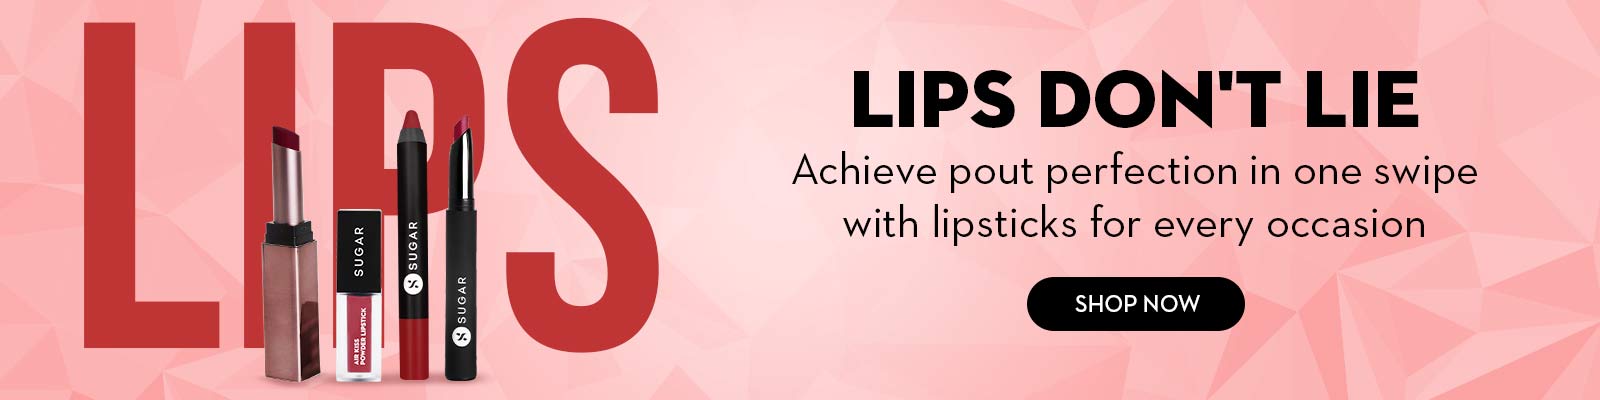 LIPS
SUGAR
AIR KISS
POWDER LIPSTICK
SUGAR
SUGAR
LIPS DON'T LIE
Achieve pout perfection in one swipe
with lipsticks for every occasion
SHOP NOW